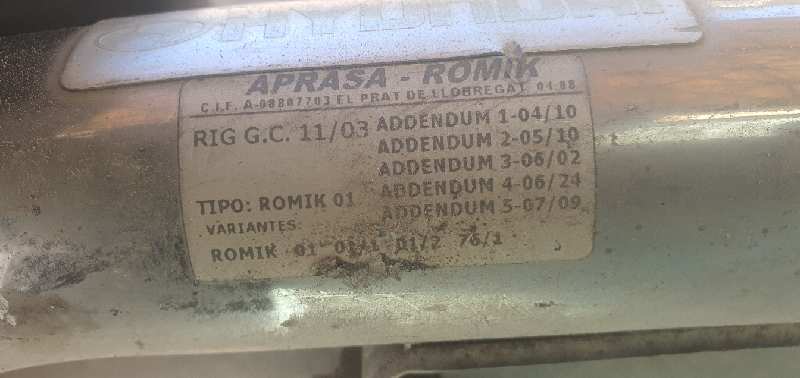 HYUNDAI
APRASA - ROMIK
C.I.F. A-08807703 EL PRAT DE LLOBREGAT. 04.98
RIG G.C. 11/03
ADDENDUM 1-04/10
ADDENDUM 2-05/10
ADDENDUM 3-06/02
ADDENDUM 4-06/24
ADDENDUM 5-07/09
TIPO: ROMIK 01
VARIANTES:
ROMIK 01 01/1 01/2 76/1